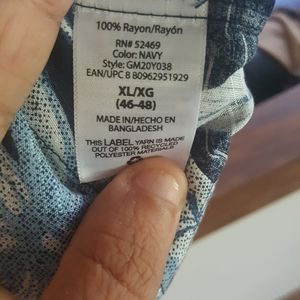 100% Rayon/Rayón
RN# 52469
Color: NAVY
Style: GM20Y038
EAN/UPC 8 80962951929
XL/XG
(46-48)
MADE IN/HECHO EN
BANGLADESH
THIS LABEL YARN IS MADE
OUT OF 100% RECYCLED
POLYESTER MATERIALS